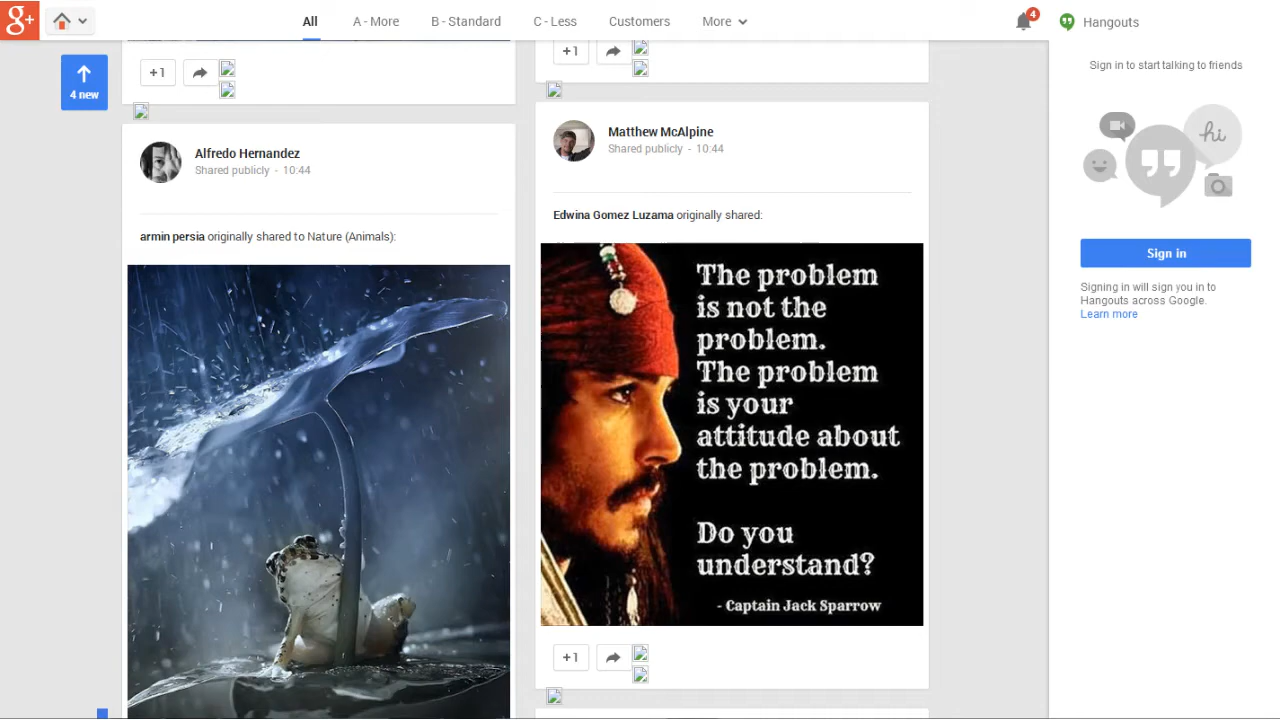 g+
All
A - More
B - Standard
C - Less
Customers
More
4
Hangouts
4 new
+1
Alfredo Hernandez
Shared publicly - 10:44
armin persia originally shared to Nature (Animals):
+1
Matthew McAlpine
Shared publicly - 10:44
Edwina Gomez Luzama originally shared:
The problem
is not the
problem.
The problem
is your
attitude about
the problem.
Do you
understand?
- Captain Jack Sparrow
+1
Sign in to start talking to friends
hi
Sign in
Signing in will sign you in to
Hangouts across Google.
Learn more